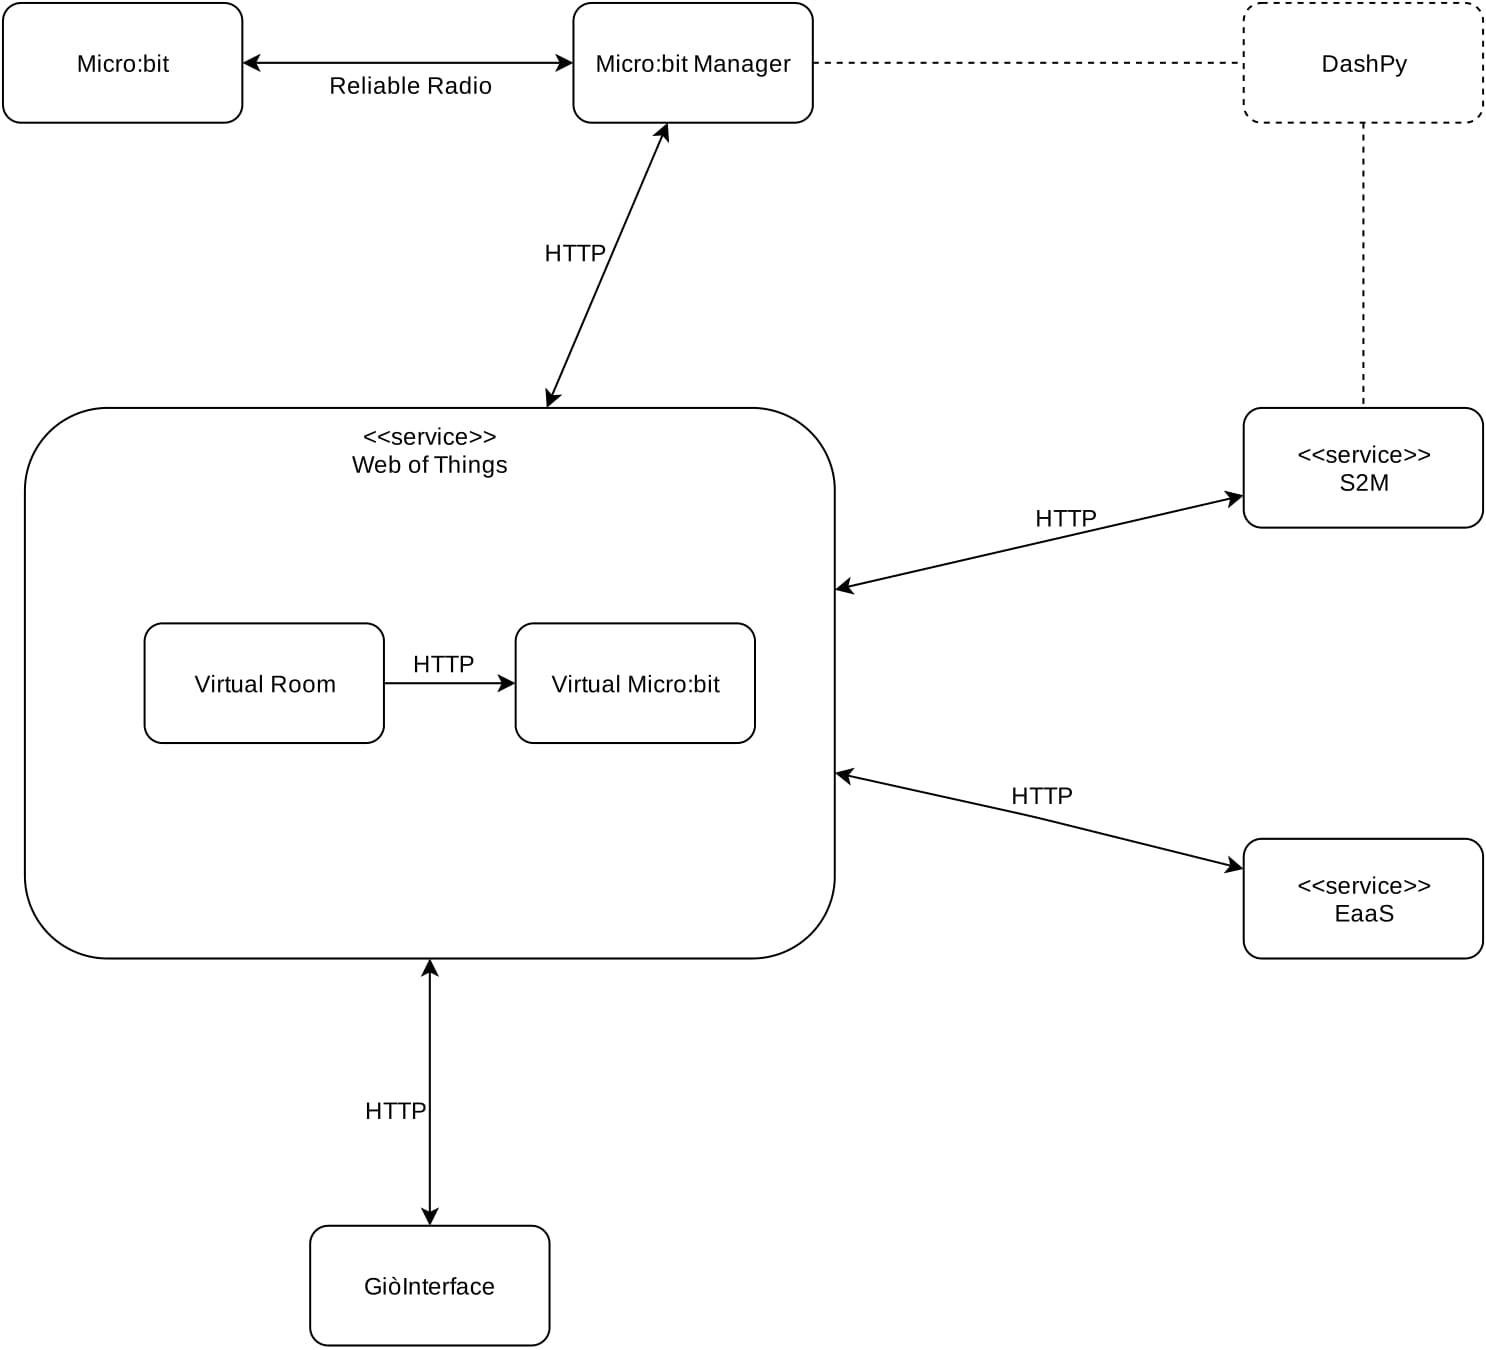 Micro:bit
Reliable Radio
Micro:bit Manager
DashPy
HTTP
<<service>>
Web of Things
<<service>>
S2M
HTTP
Virtual Room
HTTP
Virtual Micro:bit
HTTP
<<service>>
EaaS
HTTP
GiòInterface